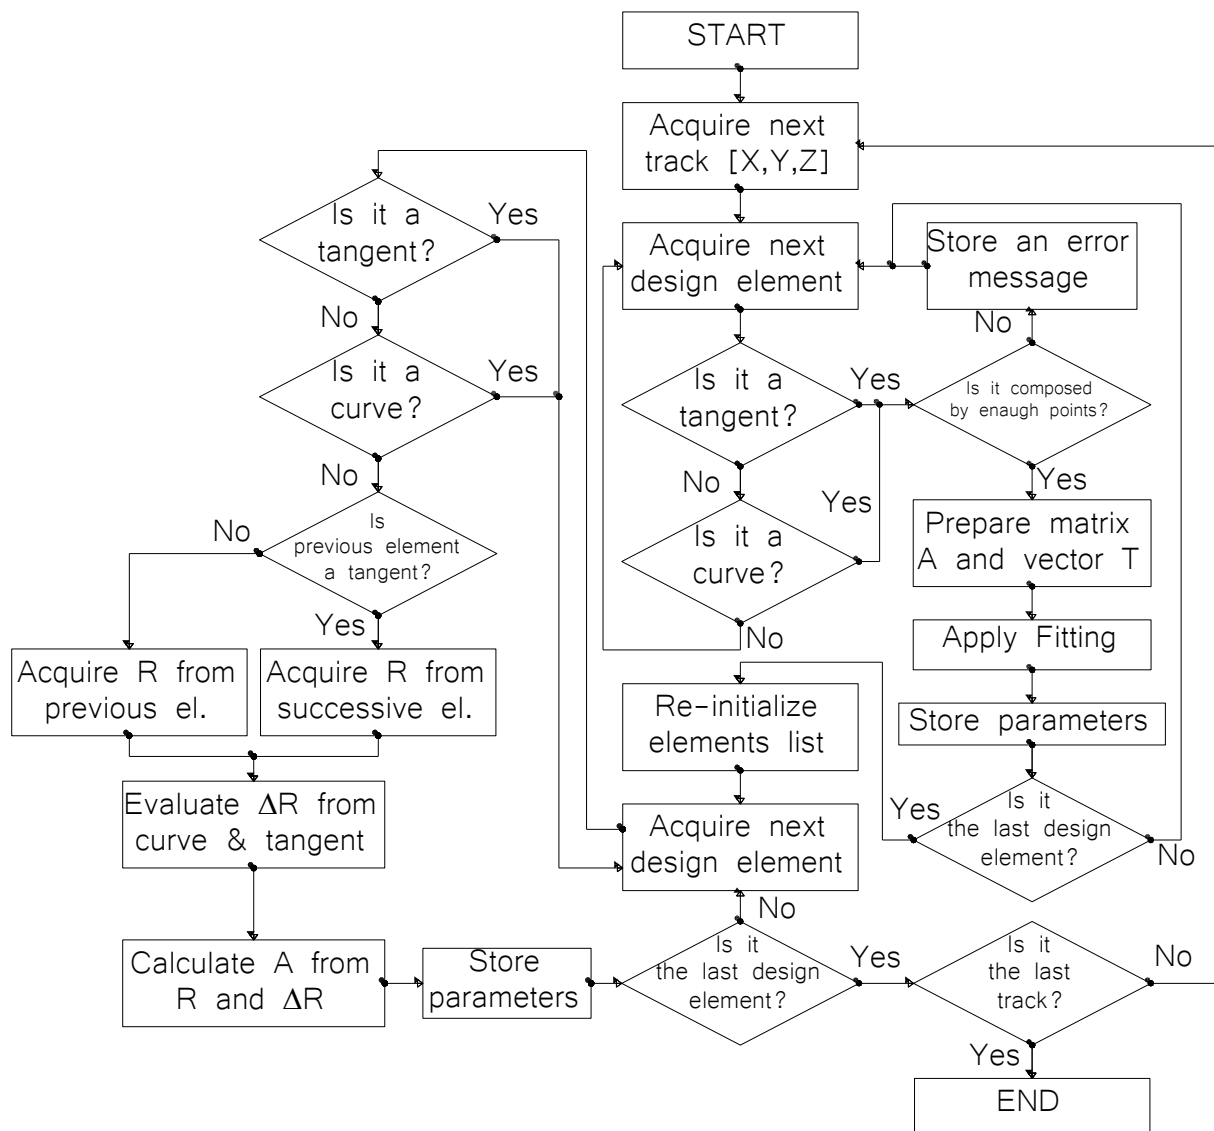 START
Acquire next
track [X,Y,Z]
Is it a
tangent?
Yes
No
Acquire next
design element
Store an error
message
No
Is it a
curve?
Yes
No
Is it a
tangent?
Yes
No
Is it composed
by enaugh points?
Yes
Is
previous element
a tangent?
No
Yes
Is it a
curve?
Yes
No
Prepare matrix
A and vector T
Apply Fitting
Acquire R from
previous el.
Acquire R from
successive el.
Re-initialize
elements list
Store parameters
Evaluate ΔR from
curve & tangent
Acquire next
design element
Yes
Is it
the last design
element?
No
No
Calculate A from
R and ΔR
Store
parameters
Is it
the last design
element?
Yes
Is it
the last
track?
No
Yes
END